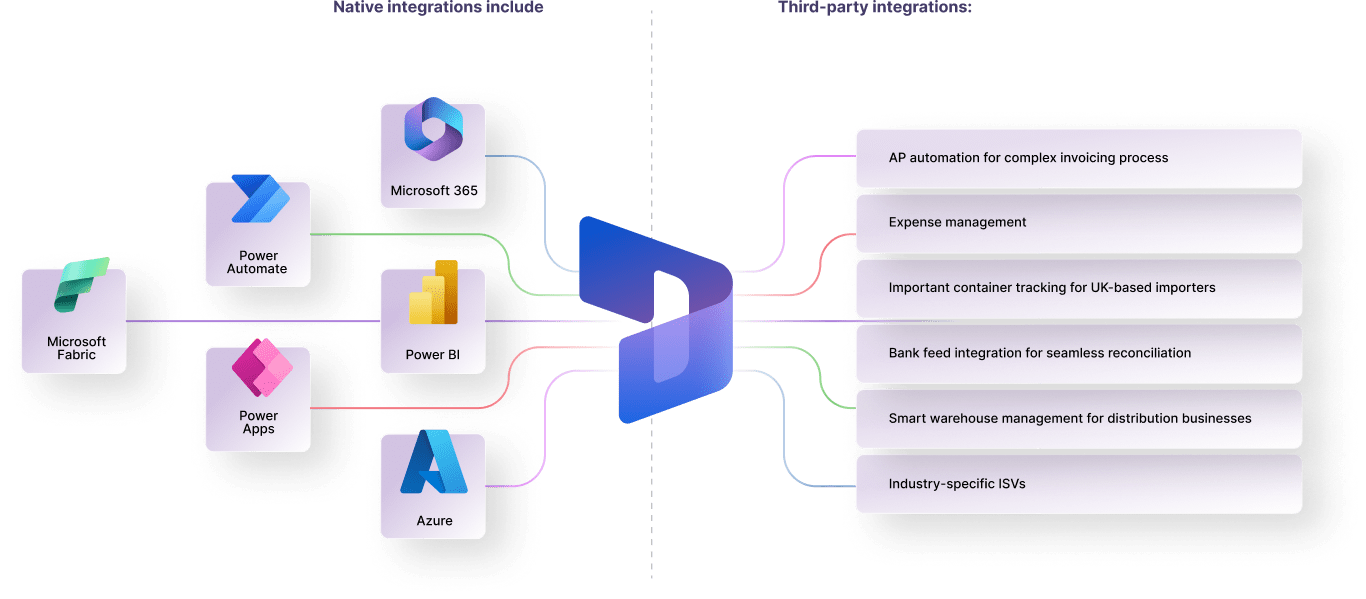 Native integrations include
Third-party integrations:
Microsoft 365
Power
Automate
Microsoft
Fabric
Power BI
Power
Apps
Azure
AP automation for complex invoicing process
Expense management
Important container tracking for UK-based importers
Bank feed integration for seamless reconciliation
Smart warehouse management for distribution businesses
Industry-specific ISVs